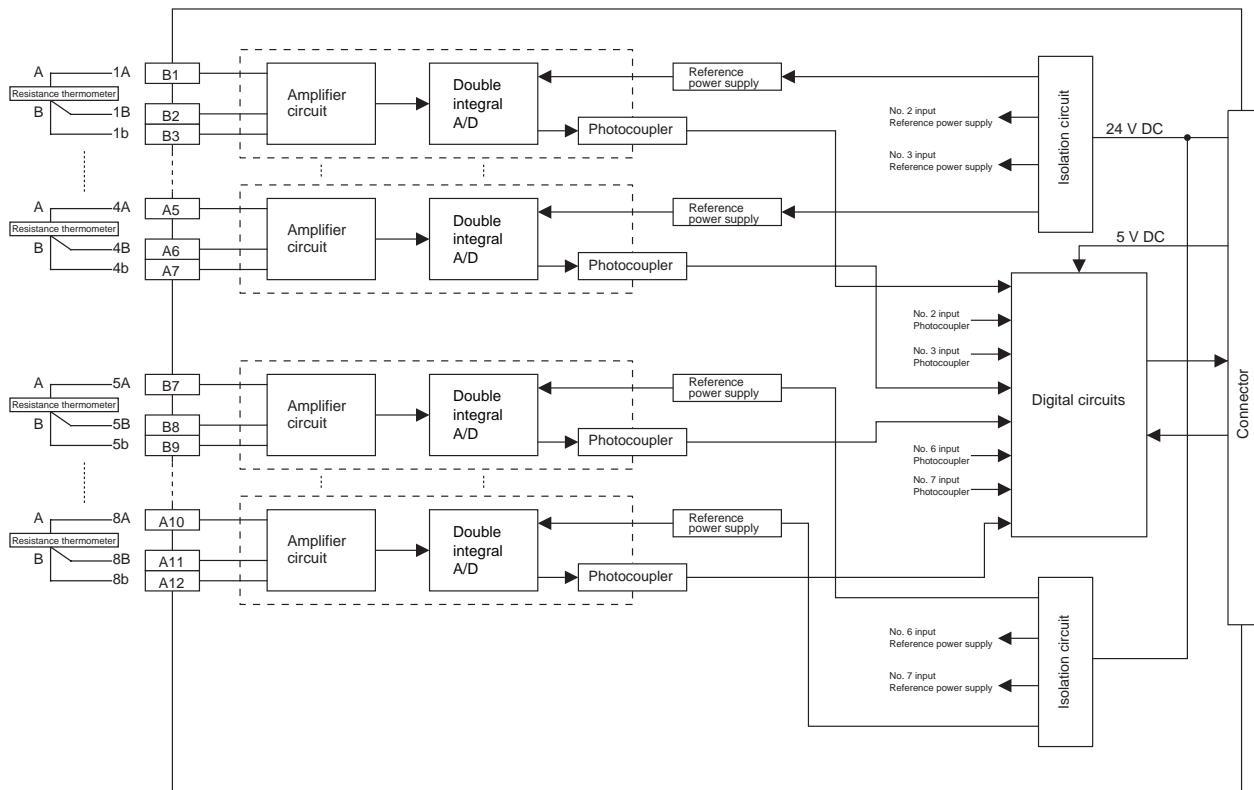 A
1A
B1
Resistance thermometer
B
1B
B2
1b
B3
Amplifier
circuit
Double
integral
A/D
Photocoupler
Reference
power supply
No. 2 input
Reference power supply
No. 3 input
Reference power supply
Isolation circuit
24 V DC
A
4A
A5
Resistance thermometer
B
4B
A6
4b
A7
Amplifier
circuit
Double
integral
A/D
Photocoupler
Reference
power supply
5 V DC
No. 2 input
Photocoupler
No. 3 input
Photocoupler
Digital circuits
Connector
A
5A
B7
Resistance thermometer
B
5B
B8
5b
B9
Amplifier
circuit
Double
integral
A/D
Photocoupler
Reference
power supply
No. 6 input
Photocoupler
No. 7 input
Photocoupler
A
8A
A10
Resistance thermometer
B
8B
A11
8b
A12
Amplifier
circuit
Double
integral
A/D
Photocoupler
Reference
power supply
No. 6 input
Reference power supply
No. 7 input
Reference power supply
Isolation circuit